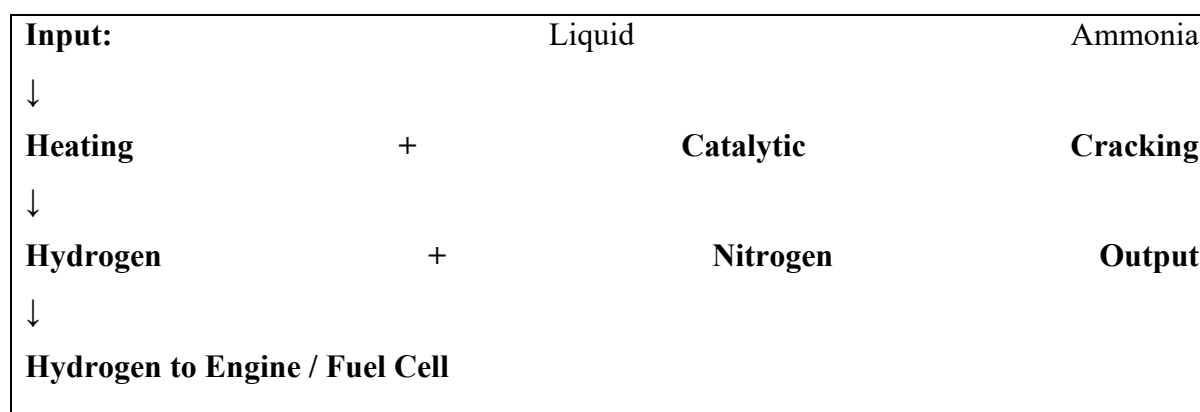 Input: Liquid Ammonia
↓
Heating + Catalytic Cracking
↓
Hydrogen + Nitrogen Output
↓
Hydrogen to Engine / Fuel Cell